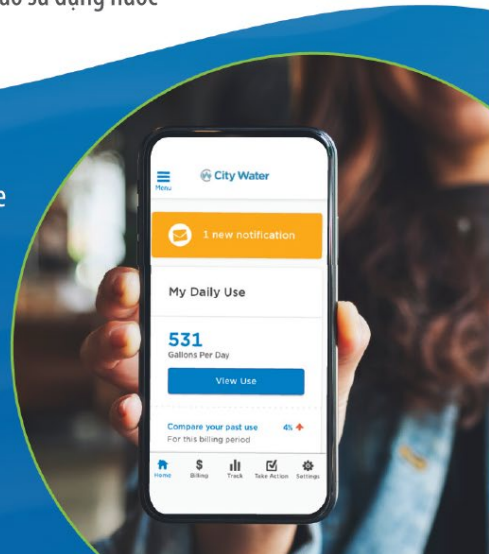 sử dụng nước
e
City Water
Menu
1 new notification
My Daily Use
531
Gallons Per Day
View Use
Compare your past use 4%
For this billing period
Home Billing Track Take Action Settings